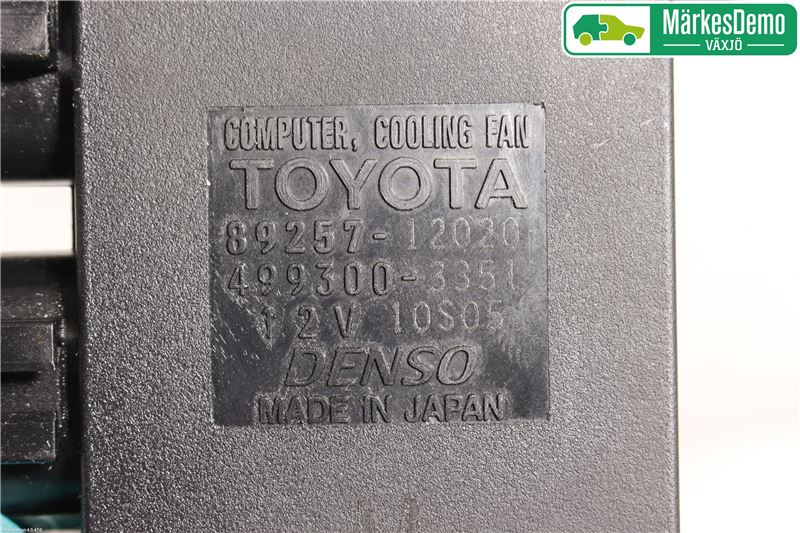 MärkesDemo
VÄXJÖ
COMPUTER, COOLING FAN
TOYOTA
89257-12020
499300-3351
12V 10S05
DENSO
MADE IN JAPAN